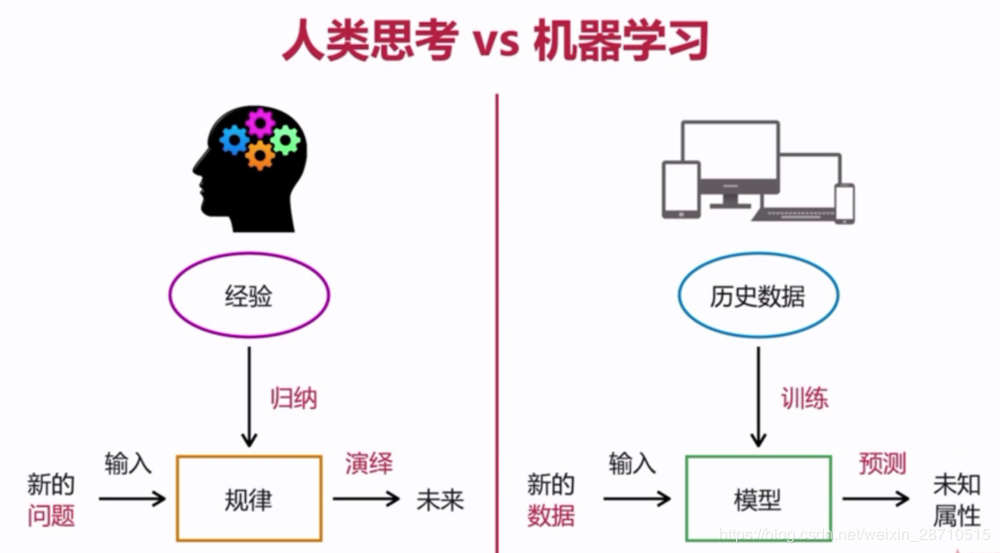 人类思考 vs 机器学习
经验
归纳
输入
演绎
新的
问题
规律
未来
历史数据
训练
输入
预测
新的
数据
模型
未知
属性
https://blog.csdn.net/weixin_28710515